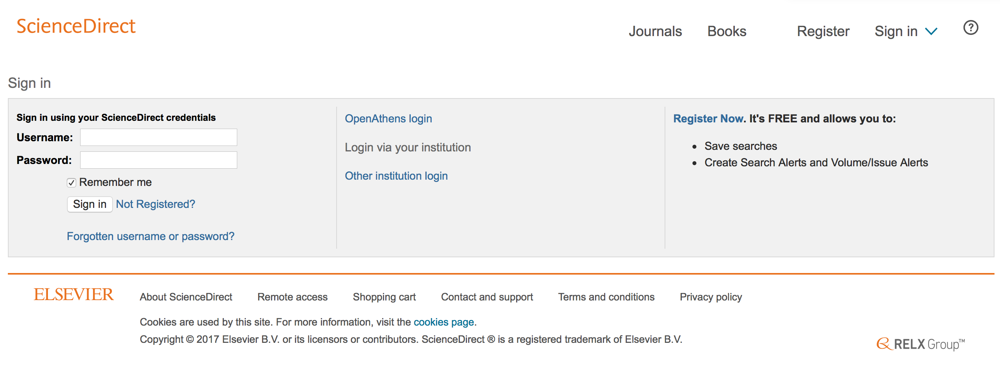 ScienceDirect
Journals Books Register Sign in ?
Sign in
Sign in using your ScienceDirect credentials
Username:
Password:
Remember me
Sign in Not Registered?
Forgotten username or password?
OpenAthens login
Login via your institution
Other institution login
Register Now. It's FREE and allows you to:
• Save searches
• Create Search Alerts and Volume/Issue Alerts
ELSEVIER
About ScienceDirect Remote access Shopping cart Contact and support Terms and conditions Privacy policy
Cookies are used by this site. For more information, visit the cookies page.
Copyright © 2017 Elsevier B.V. or its licensors or contributors. ScienceDirect ® is a registered trademark of Elsevier B.V.
RELX Group™